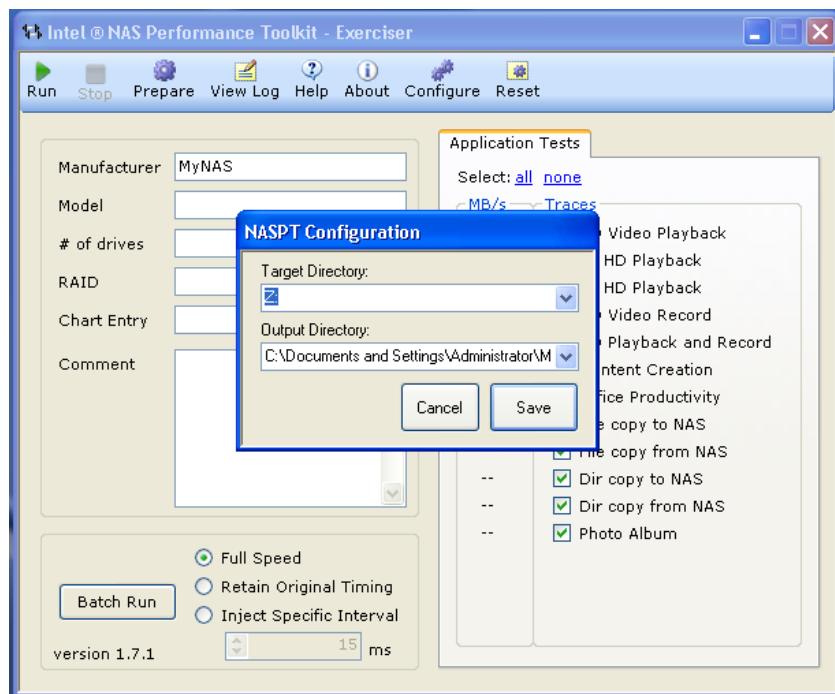 Intel ® NAS Performance Toolkit - Exerciser
Run Stop Prepare View Log Help About Configure Reset
Manufacturer MyNAS
Model
# of drives
RAID
Chart Entry
Comment
Application Tests
Select: all none
MB/s Traces
Video Playback
HD Playback
HD Playback
Video Record
Playback and Record
ntent Creation
fice Productivity
e copy to NAS
File copy from NAS
-- Dir copy to NAS
-- Dir copy from NAS
-- Photo Album
NASPT Configuration
Target Directory:
Z:
Output Directory:
C:\Documents and Settings\Administrator\M
Cancel Save
Batch Run
Full Speed
Retain Original Timing
Inject Specific Interval
15 ms
version 1.7.1